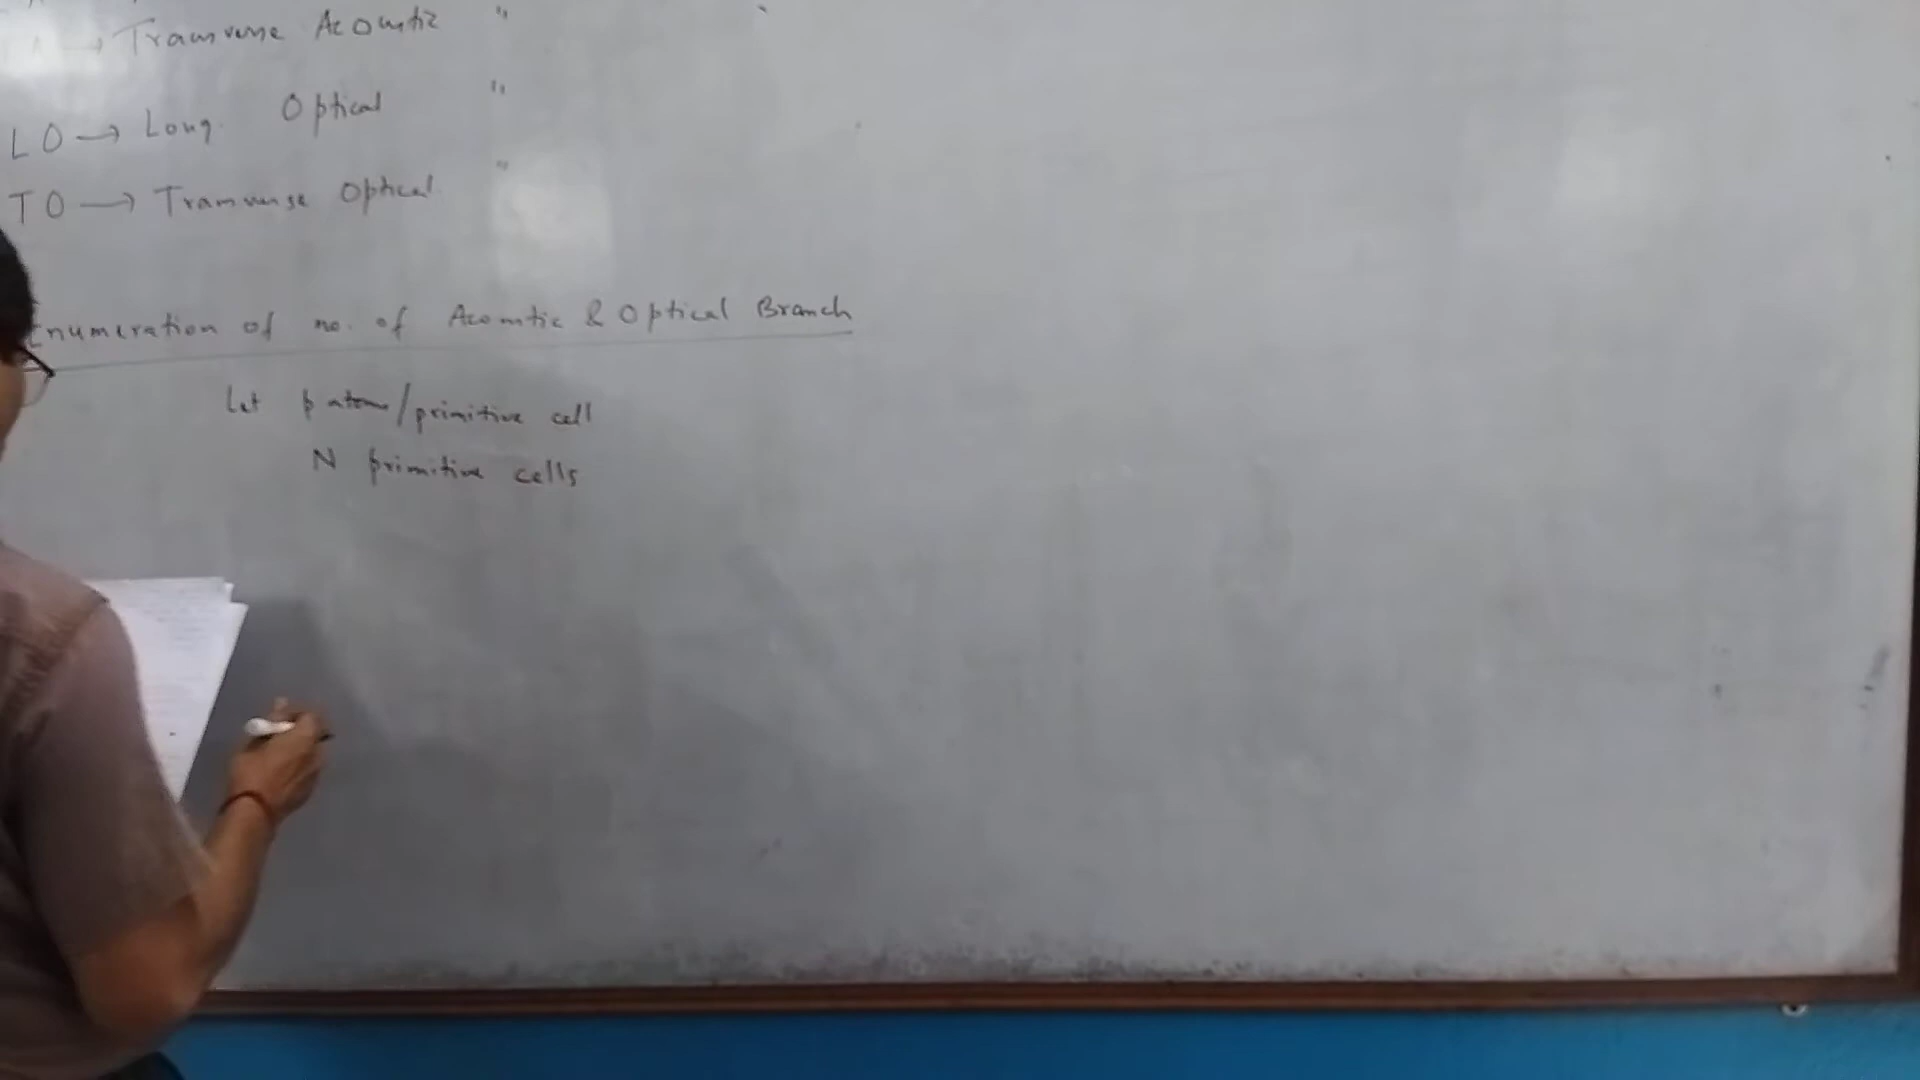 → Transverse Acoustic "
LO → Long. Optical "
TO → Transverse Optical "
Enumeration of no. of Acoustic & Optical Branch
Let p atoms/primitive cell
N primitive cells